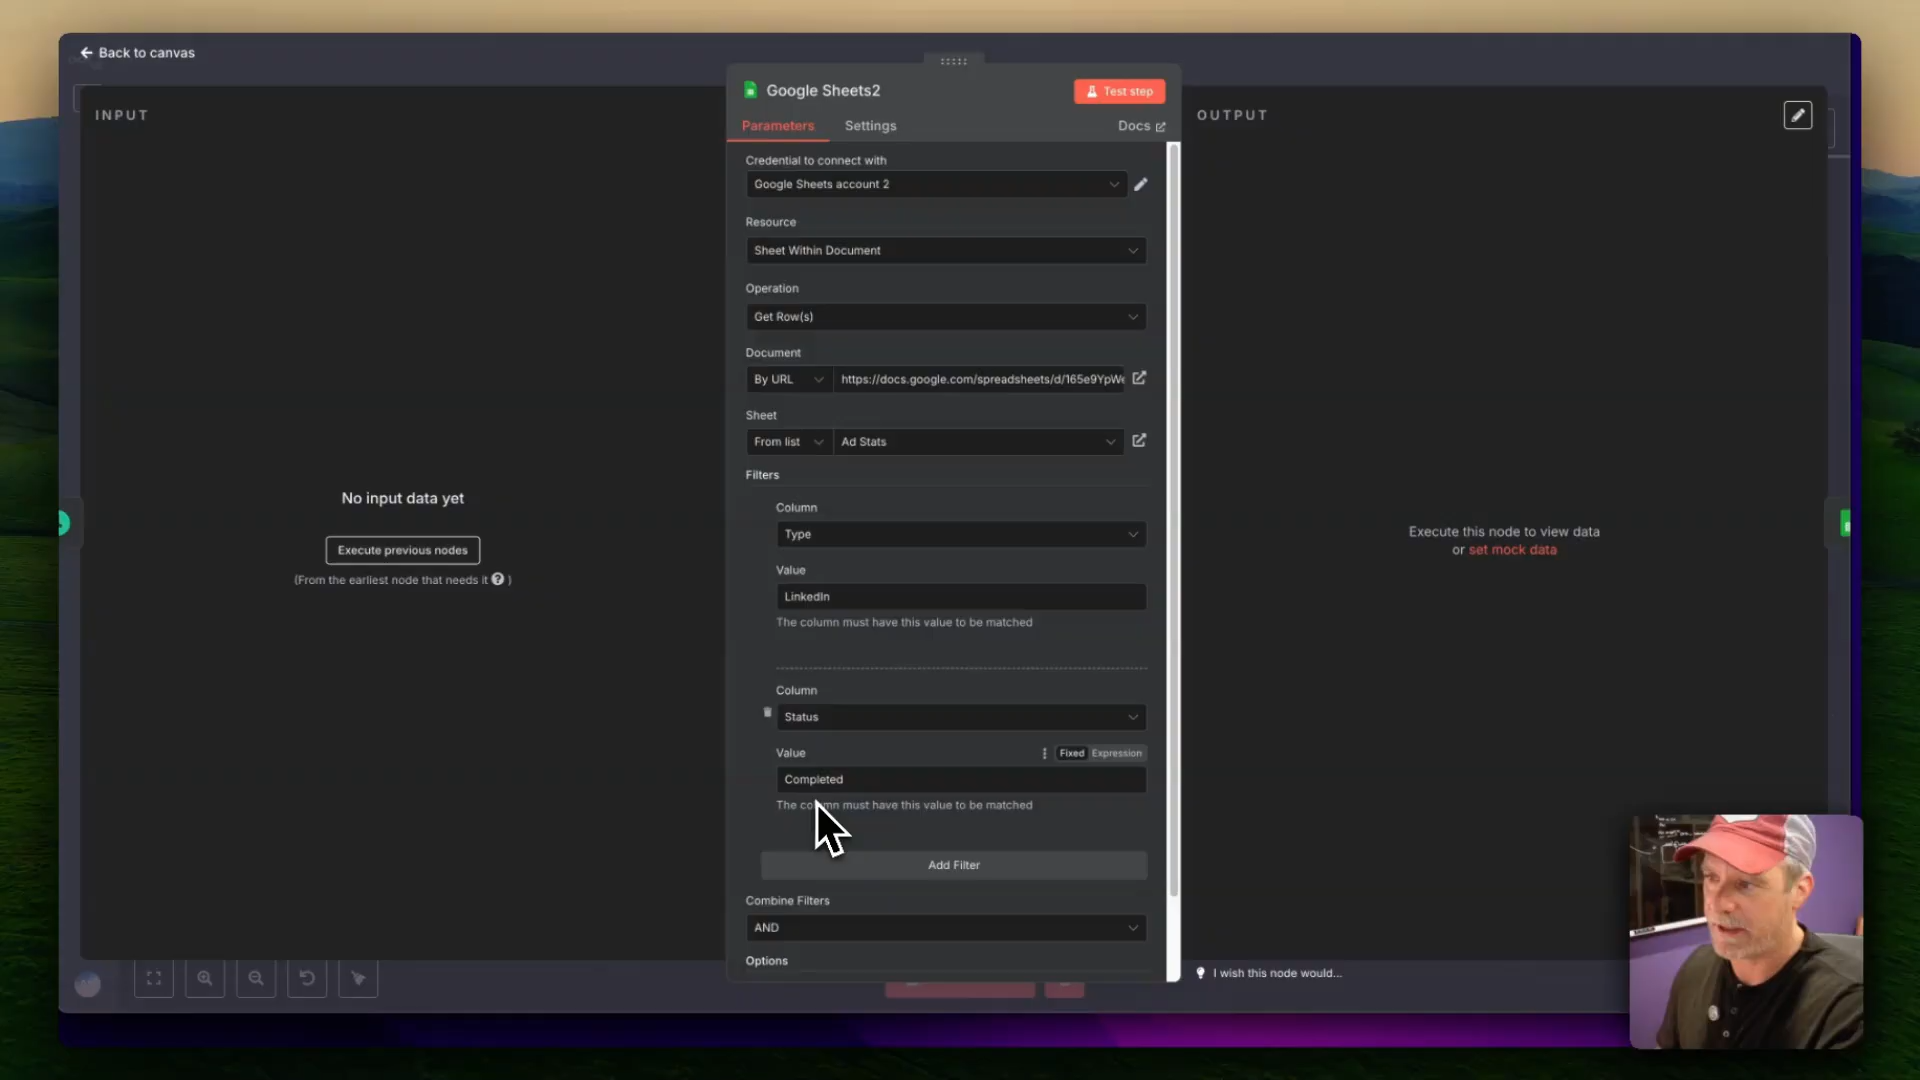 Back to canvas
INPUT
No input data yet
Execute previous nodes
(From the earliest node that needs it ? )
Google Sheets2
Test step
Parameters
Settings
Docs
Credential to connect with
Google Sheets account 2
Resource
Sheet Within Document
Operation
Get Row(s)
Document
By URL
https://docs.google.com/spreadsheets/d/165e9YpW
Sheet
From list
Ad Stats
Filters
Column
Type
Value
LinkedIn
The column must have this value to be matched
Column
Status
Value
Fixed
Expression
Completed
The column must have this value to be matched
Add Filter
Combine Filters
AND
Options
OUTPUT
Execute this node to view data
or set mock data
I wish this node would...